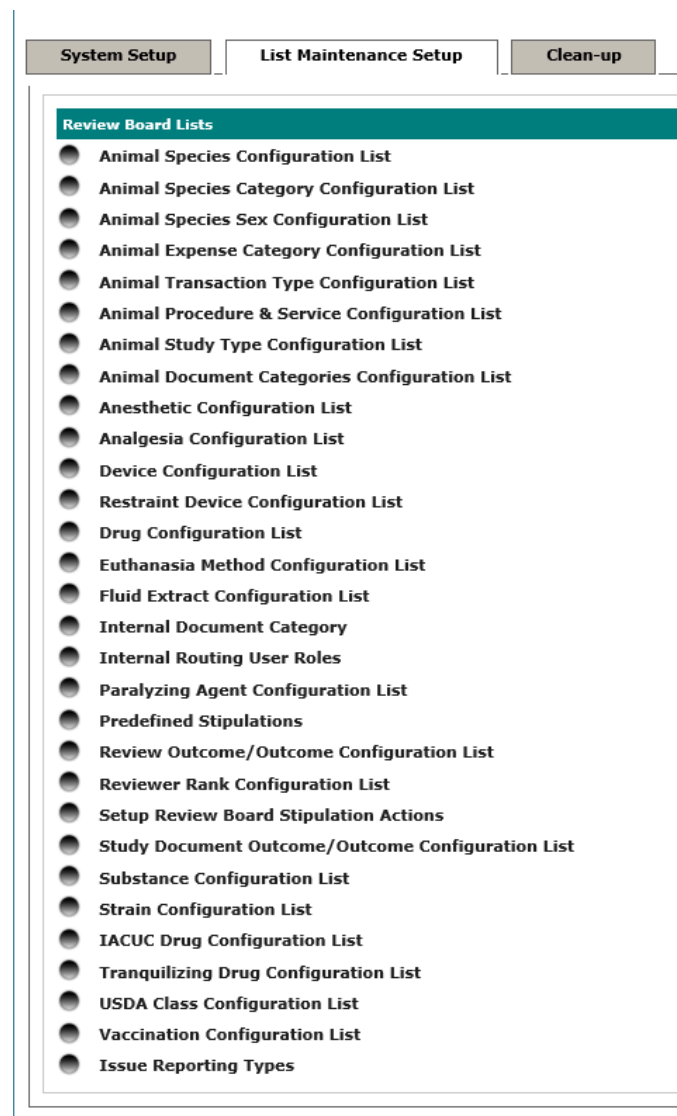 System Setup
List Maintenance Setup
Clean-up
Review Board Lists
Animal Species Configuration List
Animal Species Category Configuration List
Animal Species Sex Configuration List
Animal Expense Category Configuration List
Animal Transaction Type Configuration List
Animal Procedure & Service Configuration List
Animal Study Type Configuration List
Animal Document Categories Configuration List
Anesthetic Configuration List
Analgesia Configuration List
Device Configuration List
Restraint Device Configuration List
Drug Configuration List
Euthanasia Method Configuration List
Fluid Extract Configuration List
Internal Document Category
Internal Routing User Roles
Paralyzing Agent Configuration List
Predefined Stipulations
Review Outcome/Outcome Configuration List
Reviewer Rank Configuration List
Setup Review Board Stipulation Actions
Study Document Outcome/Outcome Configuration List
Substance Configuration List
Strain Configuration List
IACUC Drug Configuration List
Tranquilizing Drug Configuration List
USDA Class Configuration List
Vaccination Configuration List
Issue Reporting Types